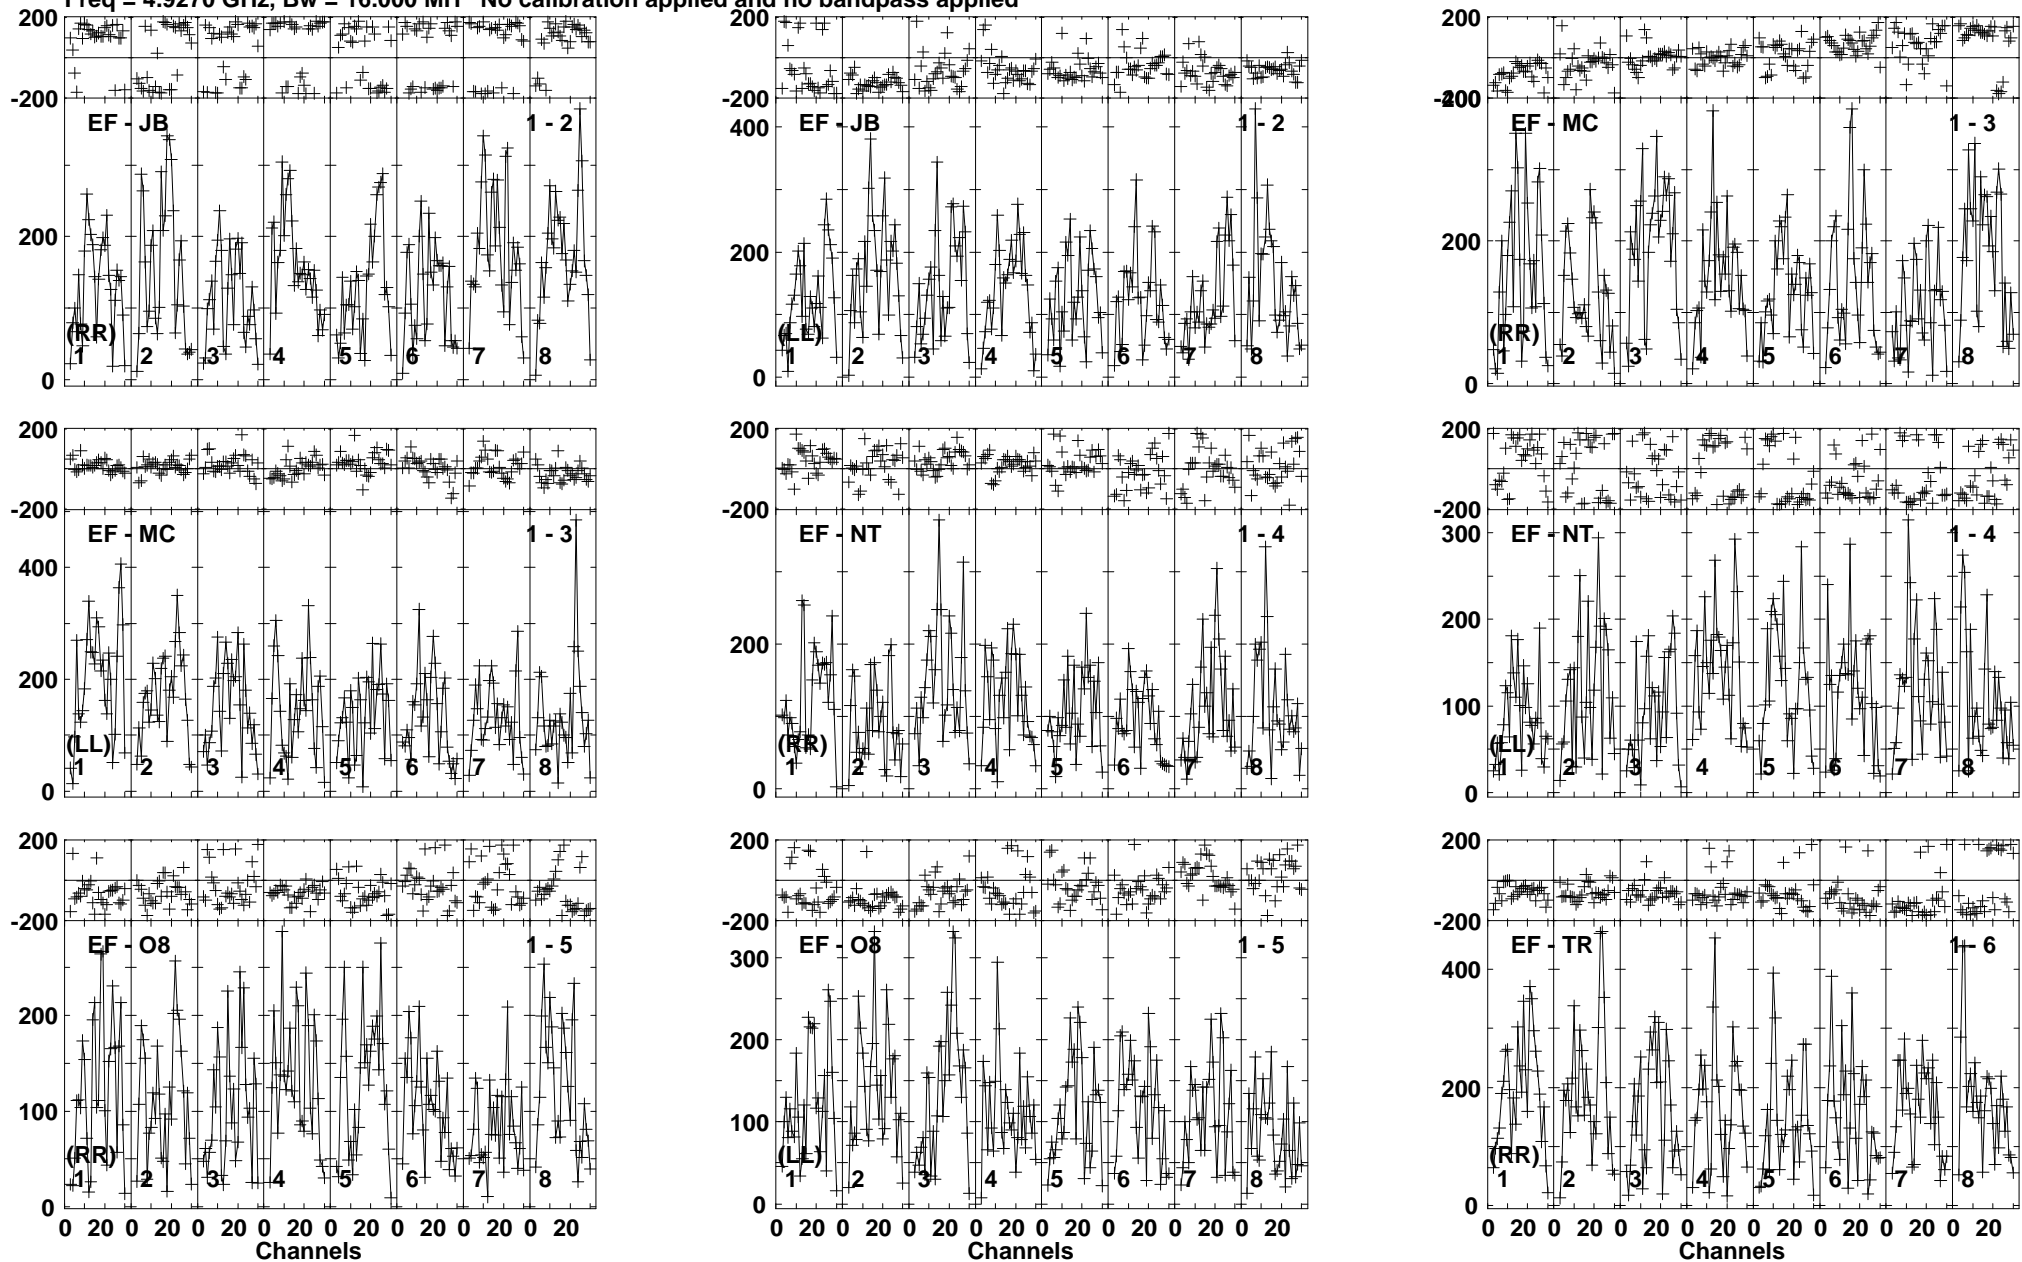 Freq = 4.9270 GHz, Bw = 16.000 MH No calibration applied and no bandpass applied
200 200 200
-200 -200 -200
400
EF - JB 1 - 2 EF - JB 1 - 2 EF - MC 1 - 3
400
200 200 200
(RR) (LL) (RR)
1 2 3 4 5 6 7 8 1 2 3 4 5 6 7 8 1 2 3 4 5 6 7 8
0 0 0
200 200 200
-200 -200 -200
EF - MC 1 - 3 EF - NT 1 - 4 EF - NT 1 - 4
400 300
200 200 200
100
(LL) (RR) (LL)
1 2 3 4 5 6 7 8 1 2 3 4 5 6 7 8 1 2 3 4 5 6 7 8
0 0 0
200 200 200
-200 -200 -200
EF - O8 1 - 5 EF - O8 1 - 5 EF - TR 1 - 6
300 400
200 200 200
100 100
(RR) (LL) (RR)
1 2 3 4 5 6 7 8 1 2 3 4 5 6 7 8 1 2 3 4 5 6 7 8
0 0 0
0 20 0 20 0 20 0 20 0 20 0 20 0 20 0 20 0 20 0 20 0 20 0 20 0 20 0 20 0 20 0 20 0 20 0 20 0 20 0 20 0 20 0 20 0 20 0 20
Channels Channels Channels